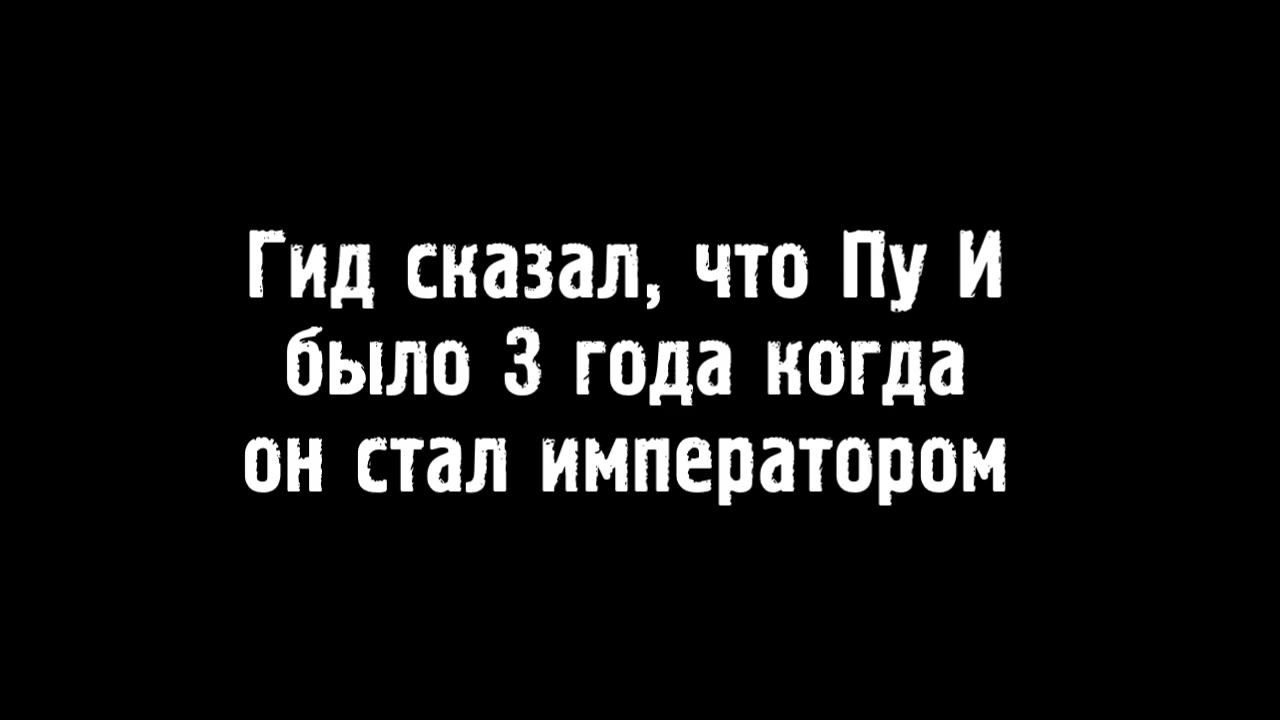 Гид сказал, что Пу И
было 3 года когда
он стал императором